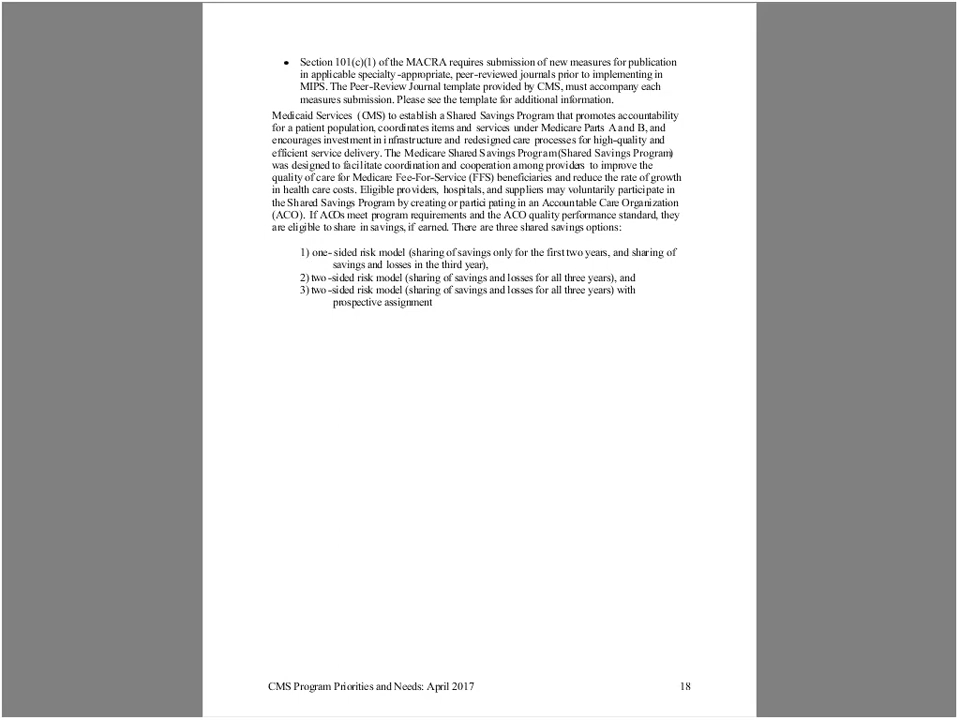 • Section 101(c)(1) of the MACRA requires submission of new measures for publication
in applicable specialty-appropriate, peer-reviewed journals prior to implementing in
MIPS. The Peer-Review Journal template provided by CMS, must accompany each
measures submission. Please see the template for additional information.
Medicaid Services (CMS) to establish a Shared Savings Program that promotes accountability
for a patient population, coordinates items and services under Medicare Parts A and B, and
encourages investment in infrastructure and redesigned care processes for high-quality and
efficient service delivery. The Medicare Shared Savings Program (Shared Savings Program)
was designed to facilitate coordination and cooperation among providers to improve the
quality of care for Medicare Fee-For-Service (FFS) beneficiaries and reduce the rate of growth
in health care costs. Eligible providers, hospitals, and suppliers may voluntarily participate in
the Shared Savings Program by creating or participating in an Accountable Care Organization
(ACO). If ACOs meet program requirements and the ACO quality performance standard, they
are eligible to share in savings, if earned. There are three shared savings options:
1) one-sided risk model (sharing of savings only for the first two years, and sharing of
savings and losses in the third year),
2) two-sided risk model (sharing of savings and losses for all three years), and
3) two-sided risk model (sharing of savings and losses for all three years) with
prospective assignment
CMS Program Priorities and Needs: April 2017 18